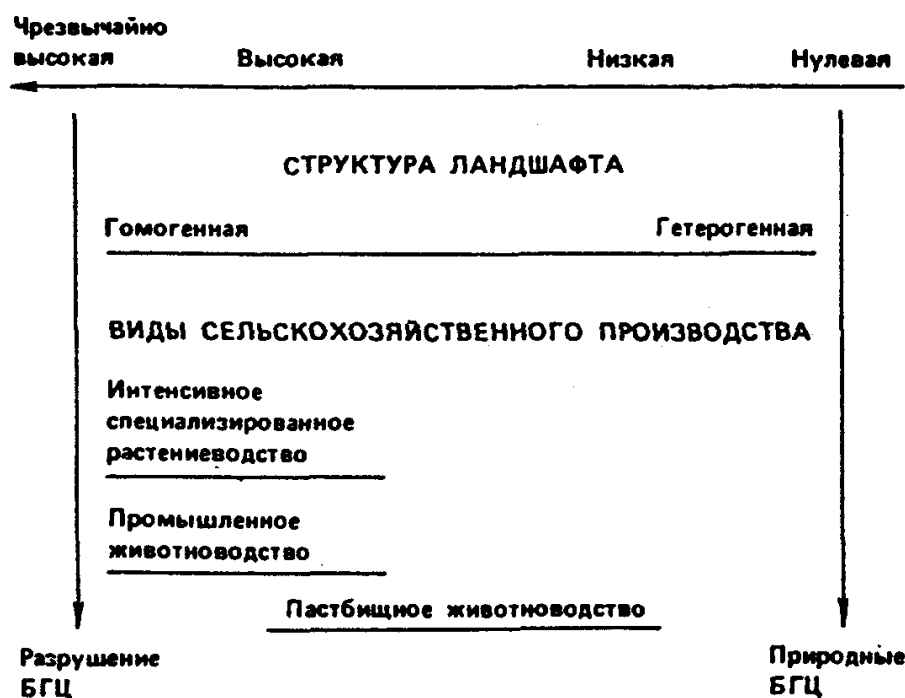 Чрезвычайно
высокая Высокая Низкая Нулевая
СТРУКТУРА ЛАНДШАФТА
Гомогенная Гетерогенная
ВИДЫ СЕЛЬСКОХОЗЯЙСТВЕННОГО ПРОИЗВОДСТВА
Интенсивное
специализированное
растениеводство
Промышленное
животноводство
Пастбищное животноводство
Разрушение Природные
БГЦ БГЦ